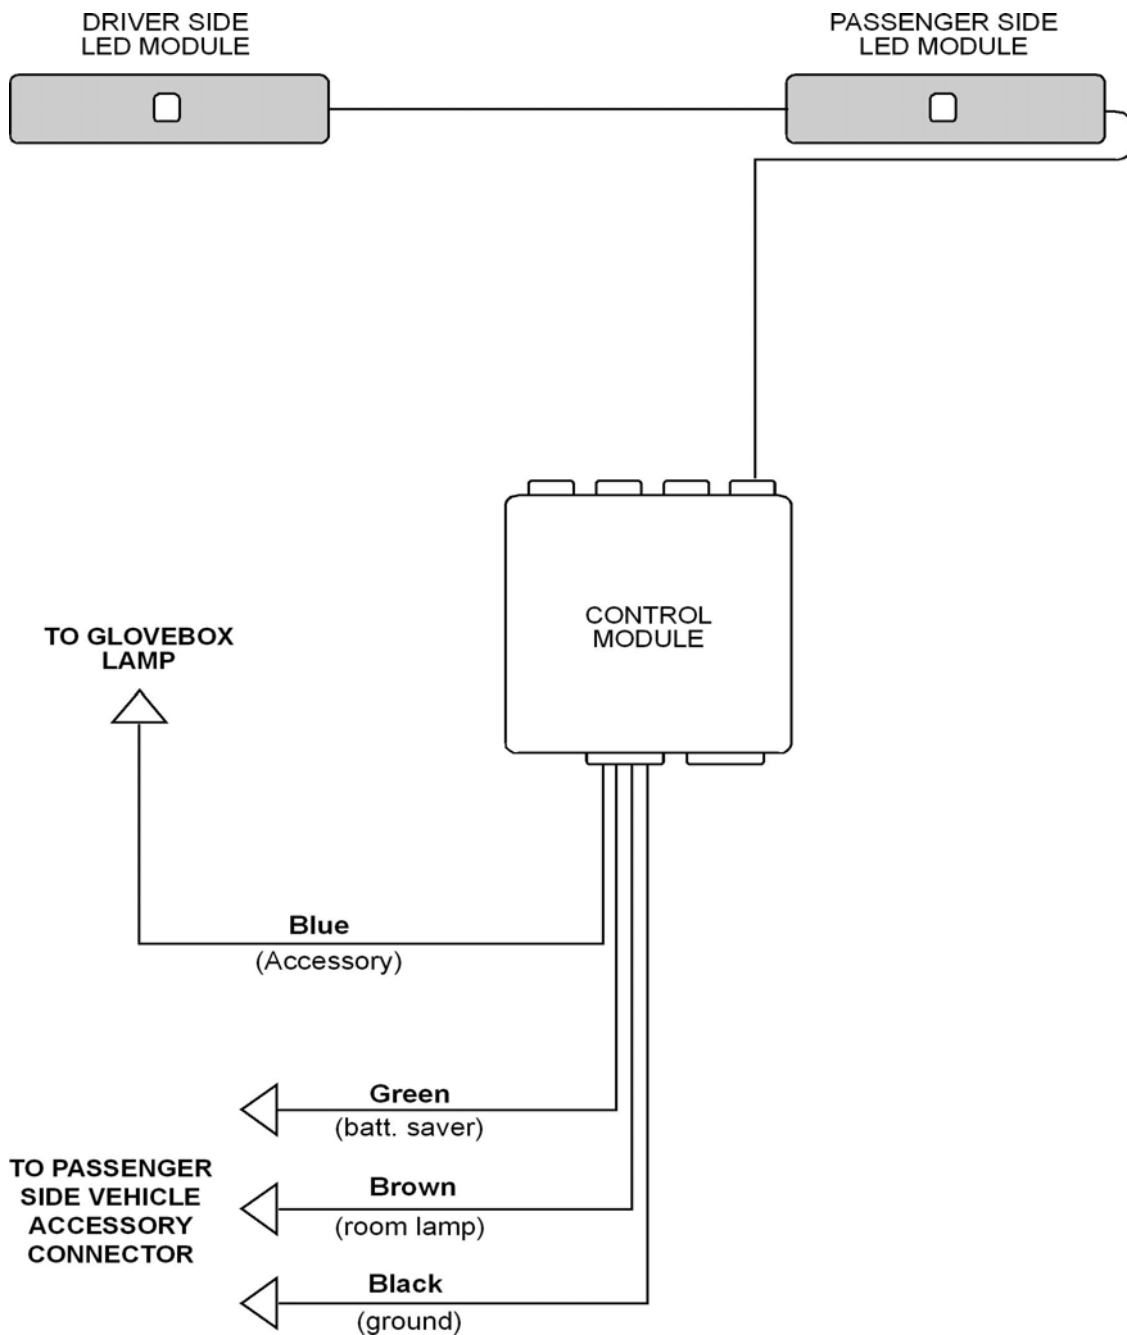 DRIVER SIDE
LED MODULE
PASSENGER SIDE
LED MODULE
CONTROL
MODULE
TO GLOVEBOX
LAMP
Blue
(Accessory)
Green
(batt. saver)
TO PASSENGER
SIDE VEHICLE
ACCESSORY
CONNECTOR
Brown
(room lamp)
Black
(ground)